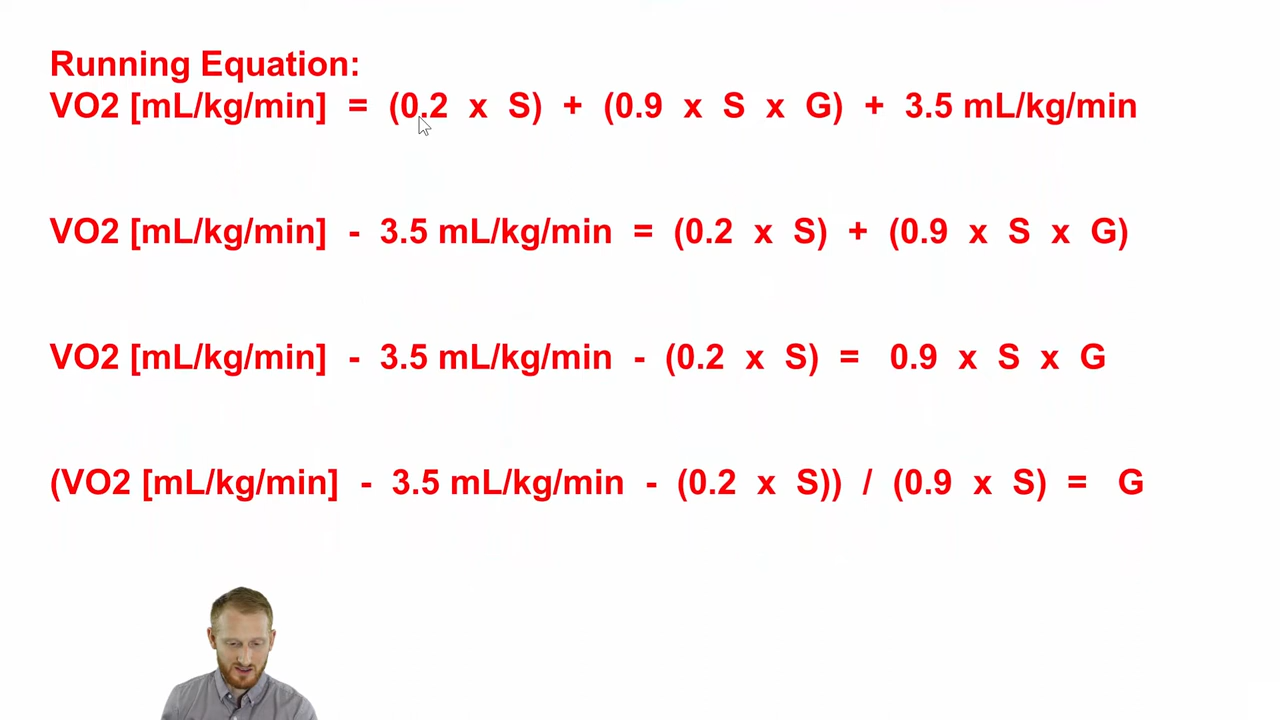 Running Equation:
VO2 [mL/kg/min] = (0.2 x S) + (0.9 x S x G) + 3.5 mL/kg/min
VO2 [mL/kg/min] - 3.5 mL/kg/min = (0.2 x S) + (0.9 x S x G)
VO2 [mL/kg/min] - 3.5 mL/kg/min - (0.2 x S) = 0.9 x S x G
(VO2 [mL/kg/min] - 3.5 mL/kg/min - (0.2 x S)) / (0.9 x S) = G